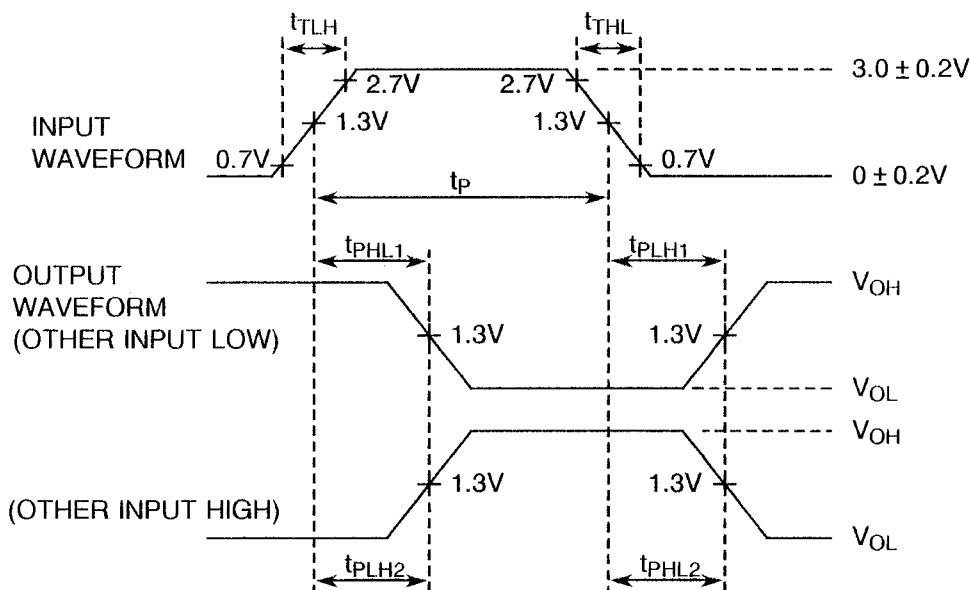 tTLH
tTHL
2.7V
2.7V
3.0 ± 0.2V
INPUT
WAVEFORM
1.3V
1.3V
0.7V
0.7V
0 ± 0.2V
tP
tPHL1
tPLH1
OUTPUT
WAVEFORM
(OTHER INPUT LOW)
VOH
1.3V
1.3V
VOL
VOH
1.3V
1.3V
(OTHER INPUT HIGH)
VOL
tPLH2
tPHL2